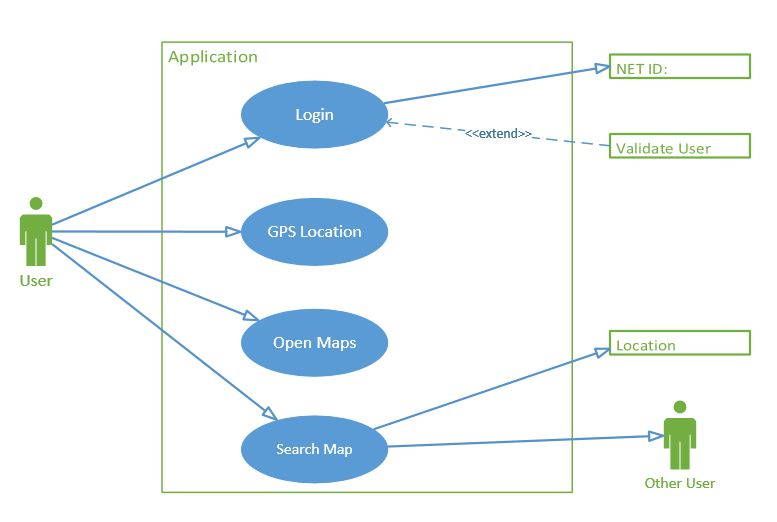 Application
NET ID:
Login
<<extend>>
Validate User
GPS Location
User
Open Maps
Location
Search Map
Other User